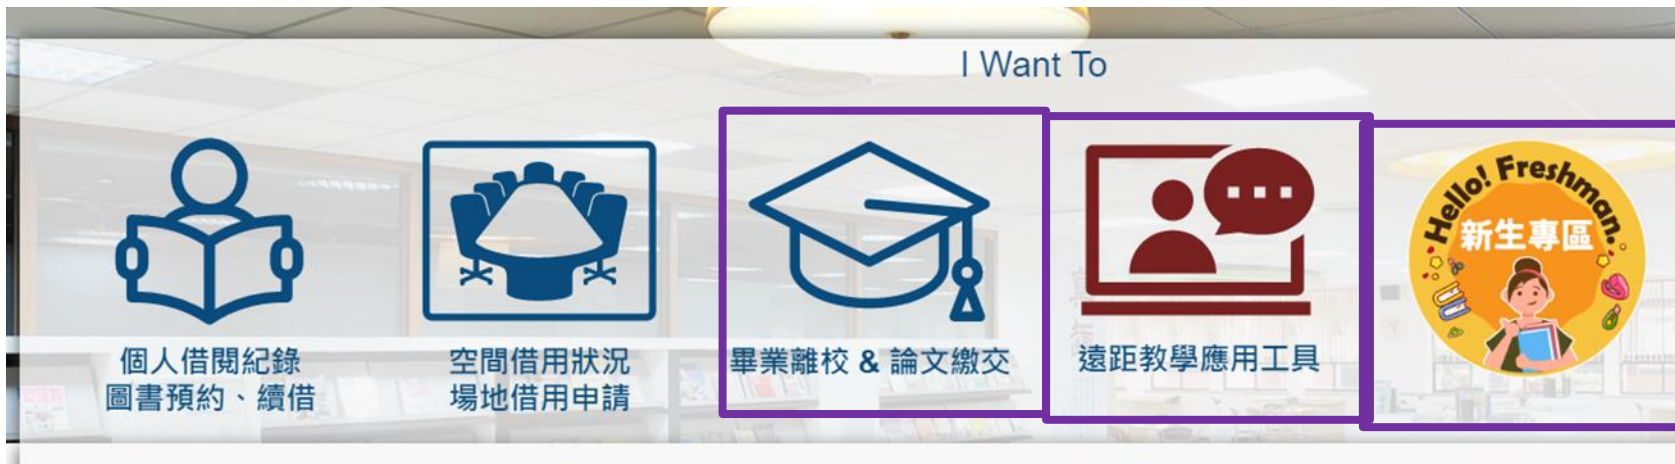 I Want To
個人借閱紀錄
圖書預約、續借
空間借用狀況
場地借用申請
畢業離校 & 論文繳交
遠距教學應用工具
Hello! Freshman.
新生專區